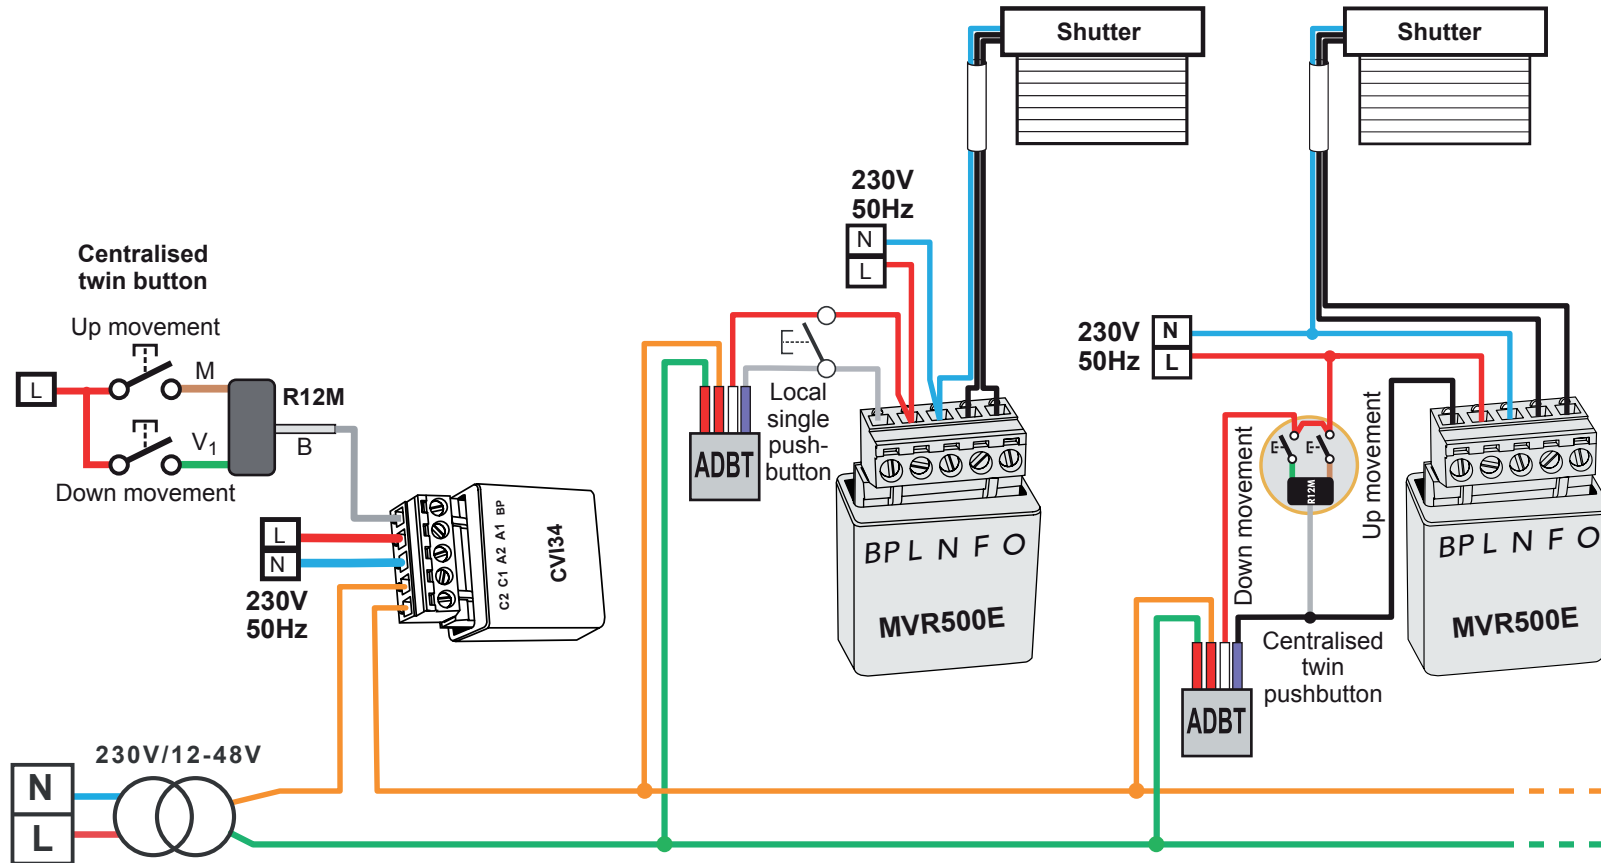 Shutter
Shutter
230V
50Hz
N
L
Centralised
twin button
Up movement
L
M
R12M
V1
B
Down movement
L
N
230V
50Hz
BP
A1
A2
C1
C2
CVI34
ADBT
Local
single
push-
button
BP L N F O
MVR500E
230V
50Hz
N
L
Down movement
R12M
Up movement
BP L N F O
MVR500E
Centralised
twin
pushbutton
ADBT
230V/12-48V
N
L